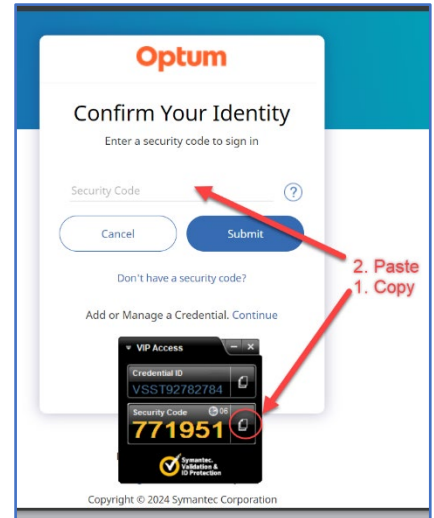 Optum
Confirm Your Identity
Enter a security code to sign in
Security Code ?
Cancel Submit
2. Paste
1. Copy
Don't have a security code?
Add or Manage a Credential. Continue
VIP Access
Credential ID
VSST92782784
Security Code 06
771951
Symantec.
Validation &
ID Protection
Copyright © 2024 Symantec Corporation